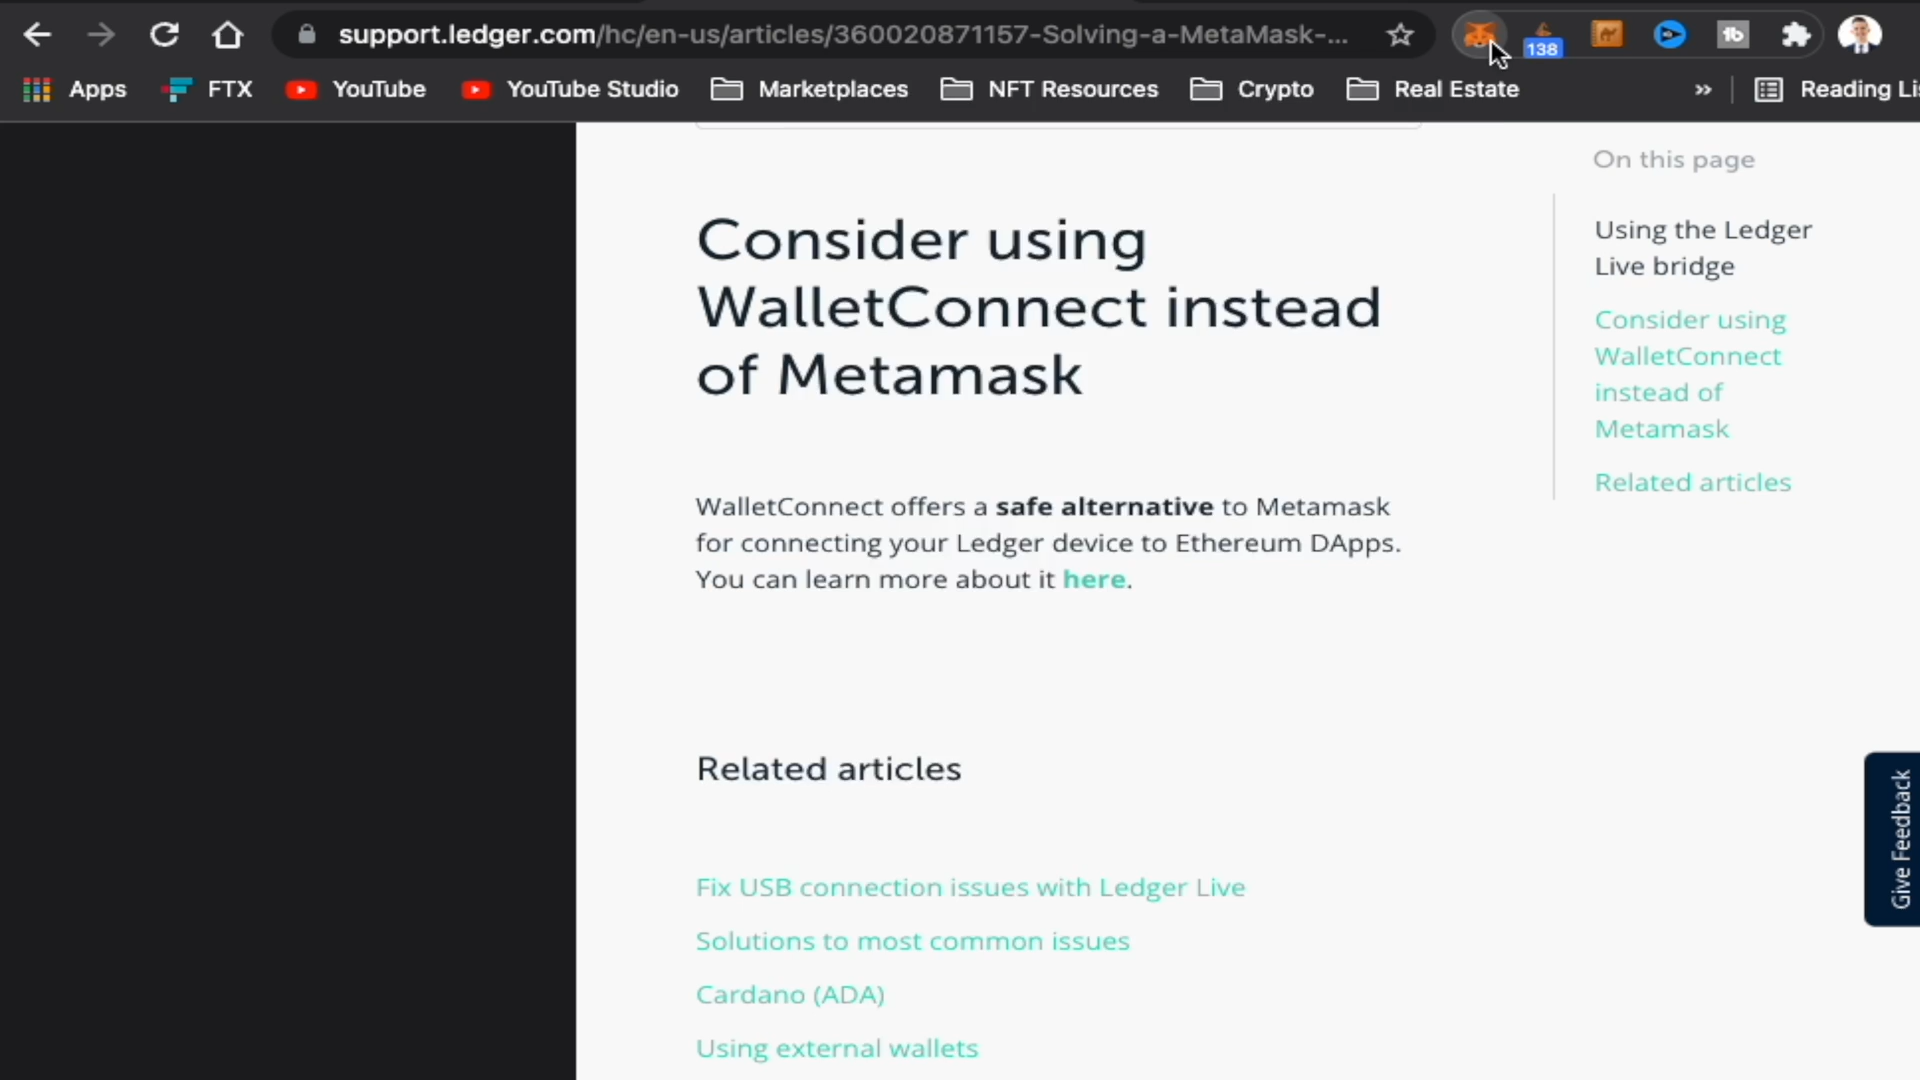 support.ledger.com/hc/en-us/articles/360020871157-Solving-a-MetaMask-...
138
Apps
FTX
YouTube
YouTube Studio
Marketplaces
NFT Resources
Crypto
Real Estate
»
Reading Lis
Consider using
WalletConnect instead
of Metamask
WalletConnect offers a safe alternative to Metamask
for connecting your Ledger device to Ethereum DApps.
You can learn more about it here.
Related articles
Fix USB connection issues with Ledger Live
Solutions to most common issues
Cardano (ADA)
Using external wallets
On this page
Using the Ledger
Live bridge
Consider using
WalletConnect
instead of
Metamask
Related articles
Give Feedback